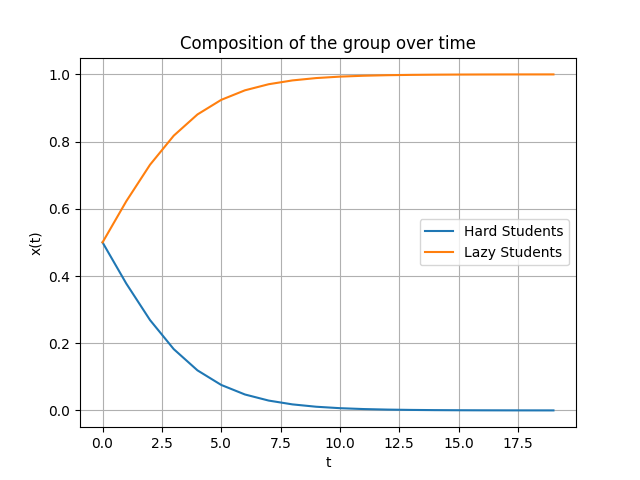 Composition of the group over time
1.0
0.8
0.6
0.4
0.2
0.0
x(t)
Hard Students
Lazy Students
0.0 2.5 5.0 7.5 10.0 12.5 15.0 17.5
t